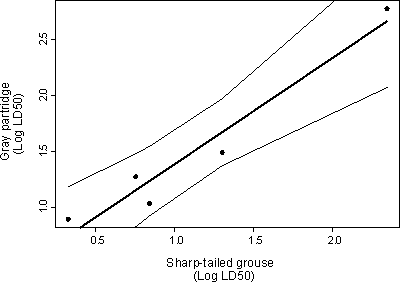 Gray partridge
(Log LD50)
2.5
2.0
1.5
1.0
0.5 1.0 1.5 2.0
Sharp-tailed grouse
(Log LD50)